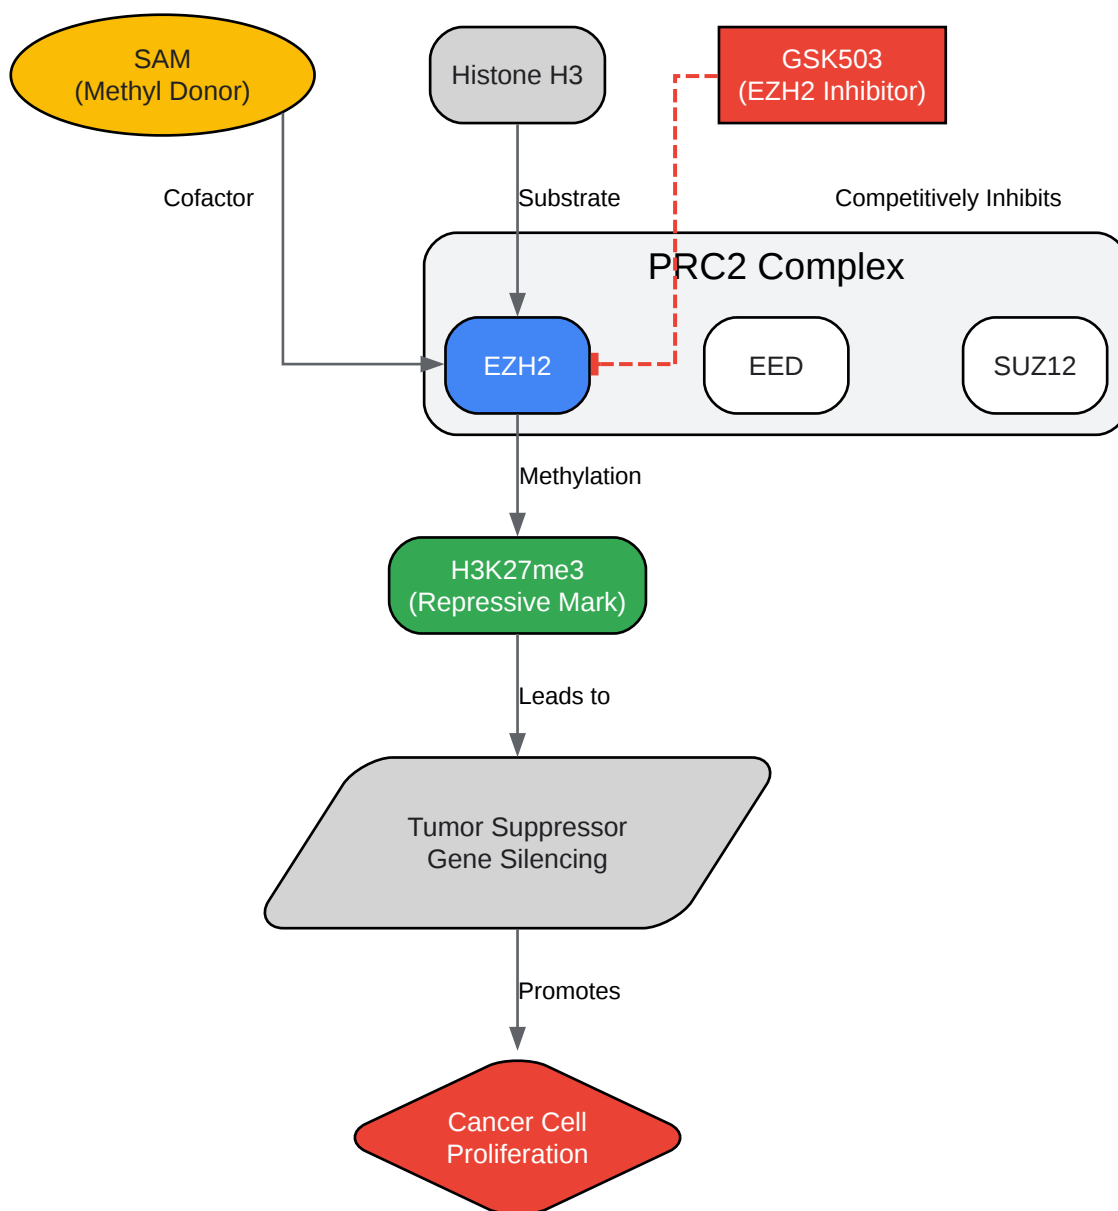 SAM
(Methyl Donor)
Histone H3
GSK503
(EZH2 Inhibitor)
Cofactor
Substrate
Competitively Inhibits
PRC2 Complex
EZH2
EED
SUZ12
Methylation
H3K27me3
(Repressive Mark)
Leads to
Tumor Suppressor
Gene Silencing
Promotes
Cancer Cell
Proliferation